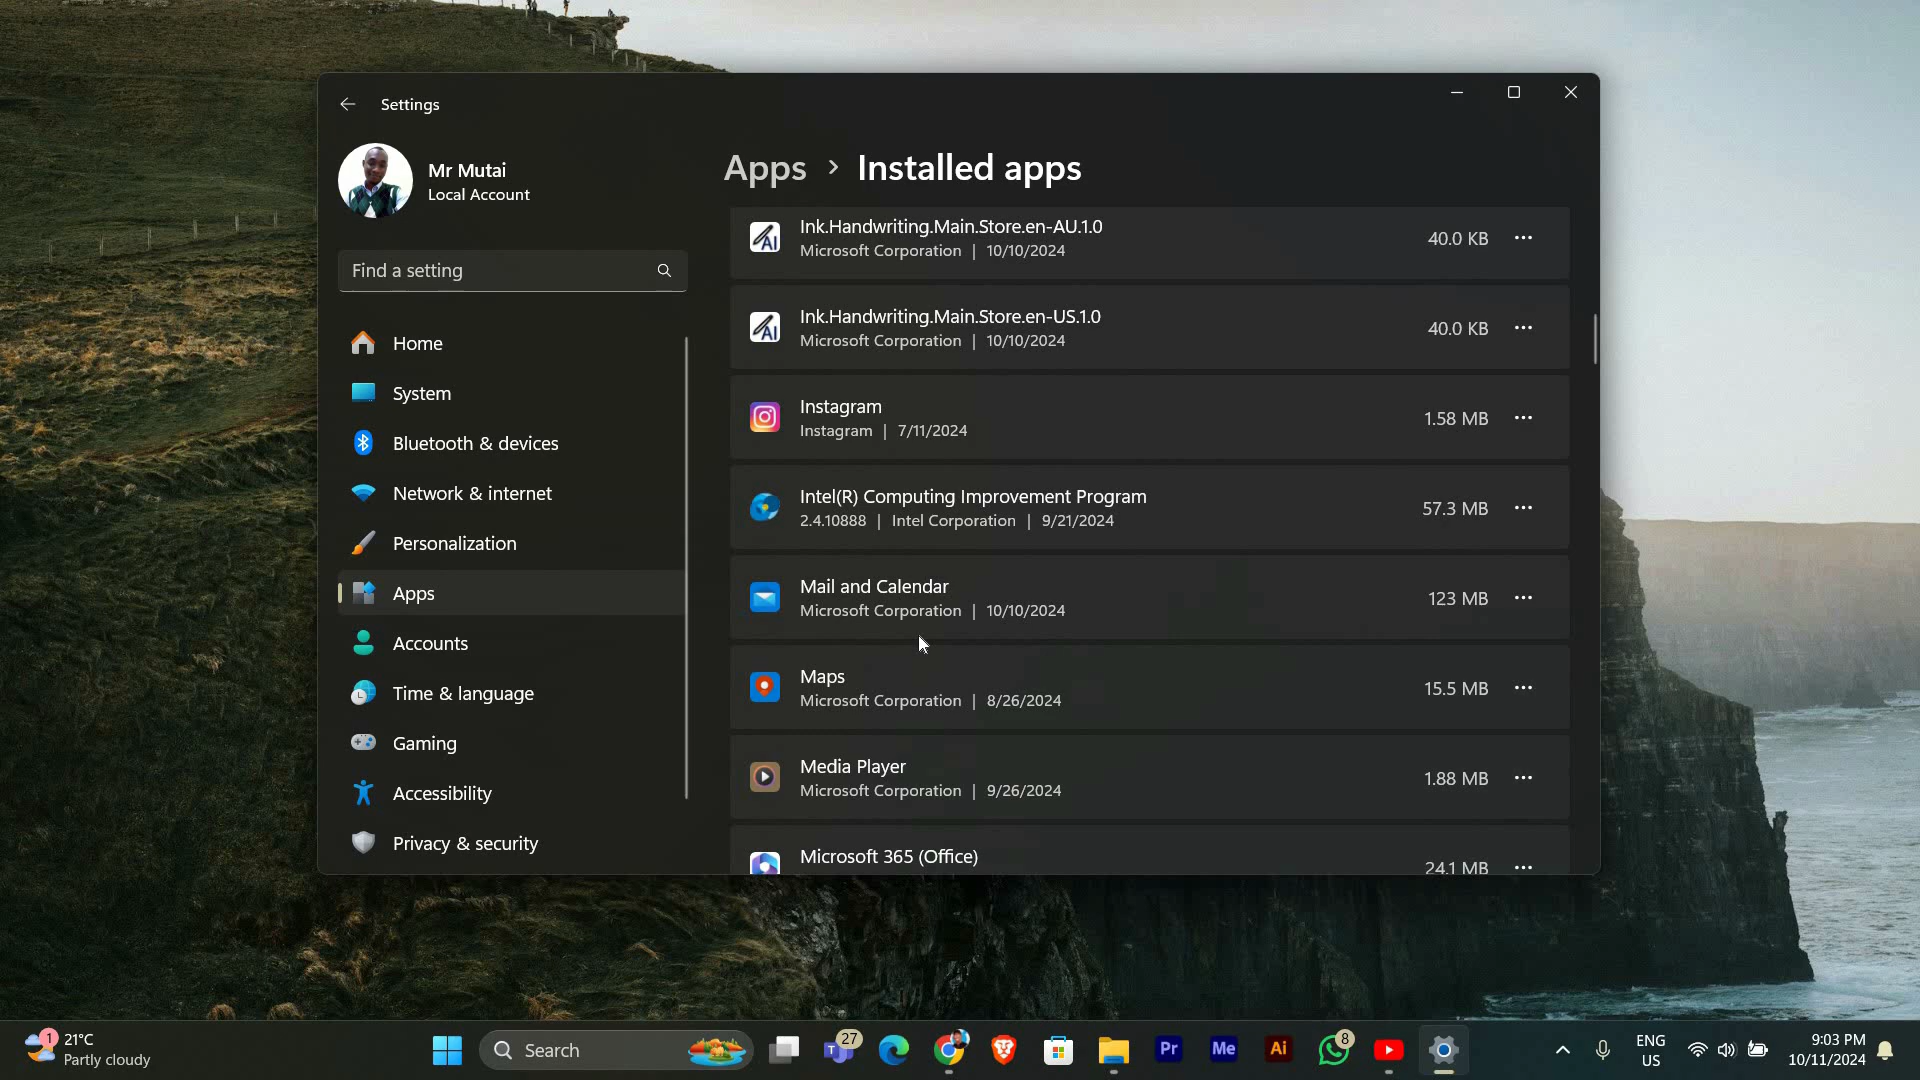 Settings
Mr Mutai
Local Account
Find a setting
Home
System
Bluetooth & devices
Network & internet
Personalization
Apps
Accounts
Time & language
Gaming
Accessibility
Privacy & security
Apps > Installed apps
Ink.Handwriting.Main.Store.en-AU.1.0
Microsoft Corporation | 10/10/2024
40.0 KB
Ink.Handwriting.Main.Store.en-US.1.0
Microsoft Corporation | 10/10/2024
40.0 KB
Instagram
Instagram | 7/11/2024
1.58 MB
Intel(R) Computing Improvement Program
2.4.10888 | Intel Corporation | 9/21/2024
57.3 MB
Mail and Calendar
Microsoft Corporation | 10/10/2024
123 MB
Maps
Microsoft Corporation | 8/26/2024
15.5 MB
Media Player
Microsoft Corporation | 9/26/2024
1.88 MB
Microsoft 365 (Office)
24.1 MB
1
21°C
Partly cloudy
Search
27
Pr
Me
Ai
8
ENG
US
9:03 PM
10/11/2024